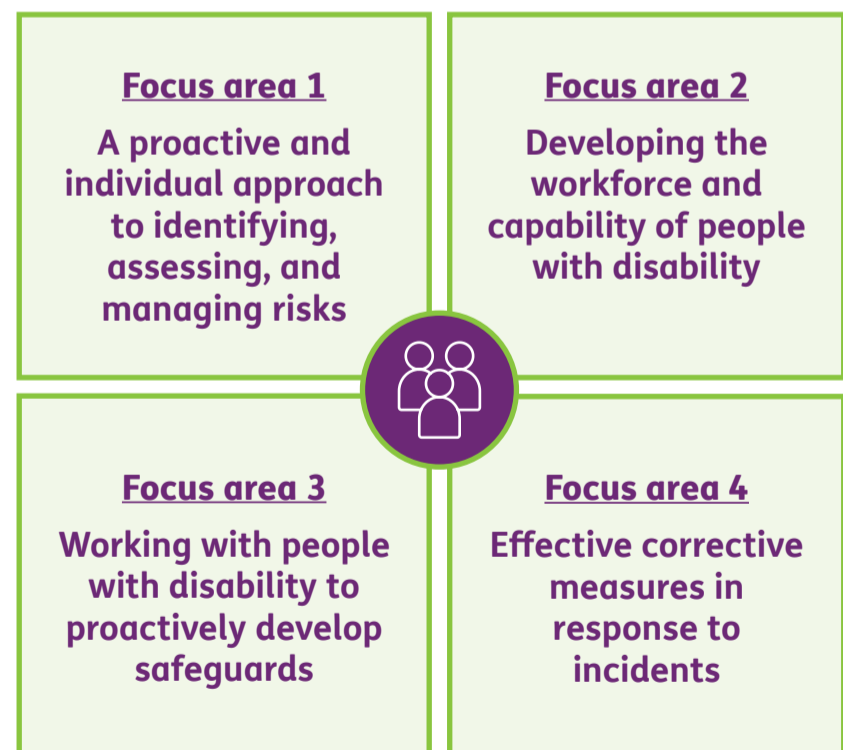 Focus area 1
A proactive and
individual approach
to identifying,
assessing, and
managing risks
Focus area 2
Developing the
workforce and
capability of people
with disability
Focus area 3
Working with people
with disability to
proactively develop
safeguards
Focus area 4
Effective corrective
measures in
response to
incidents